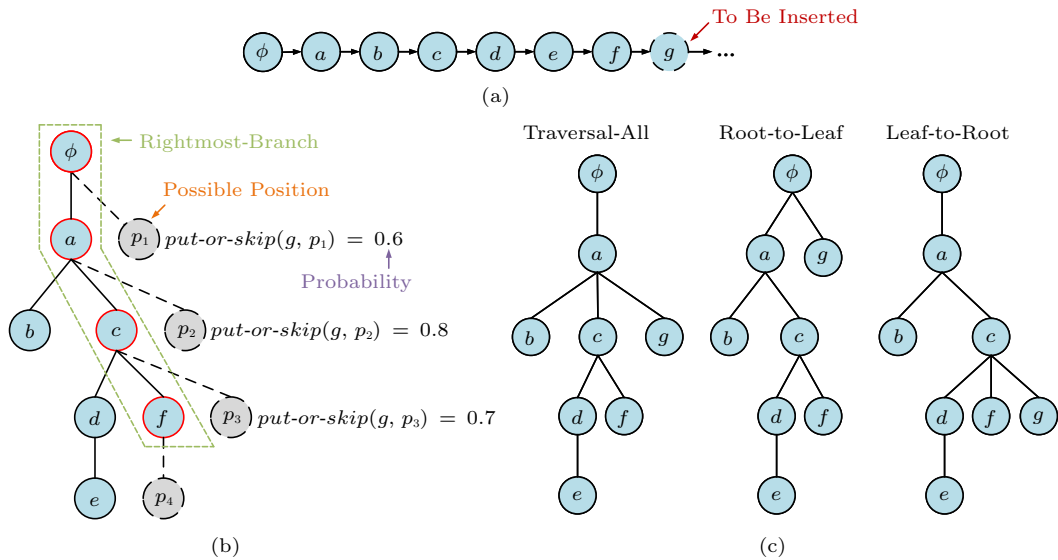 To Be Inserted
ϕ a b c d e f g ...
(a)
Rightmost-Branch
Possible Position
ϕ
a p₁ put-or-skip(g, p₁) = 0.6
Probability
b c p₂ put-or-skip(g, p₂) = 0.8
d f p₃ put-or-skip(g, p₃) = 0.7
e p₄
(b)
Traversal-All Root-to-Leaf Leaf-to-Root
ϕ ϕ ϕ
a a g a
b c g b c b c
d f d f d f g
e e e
(c)